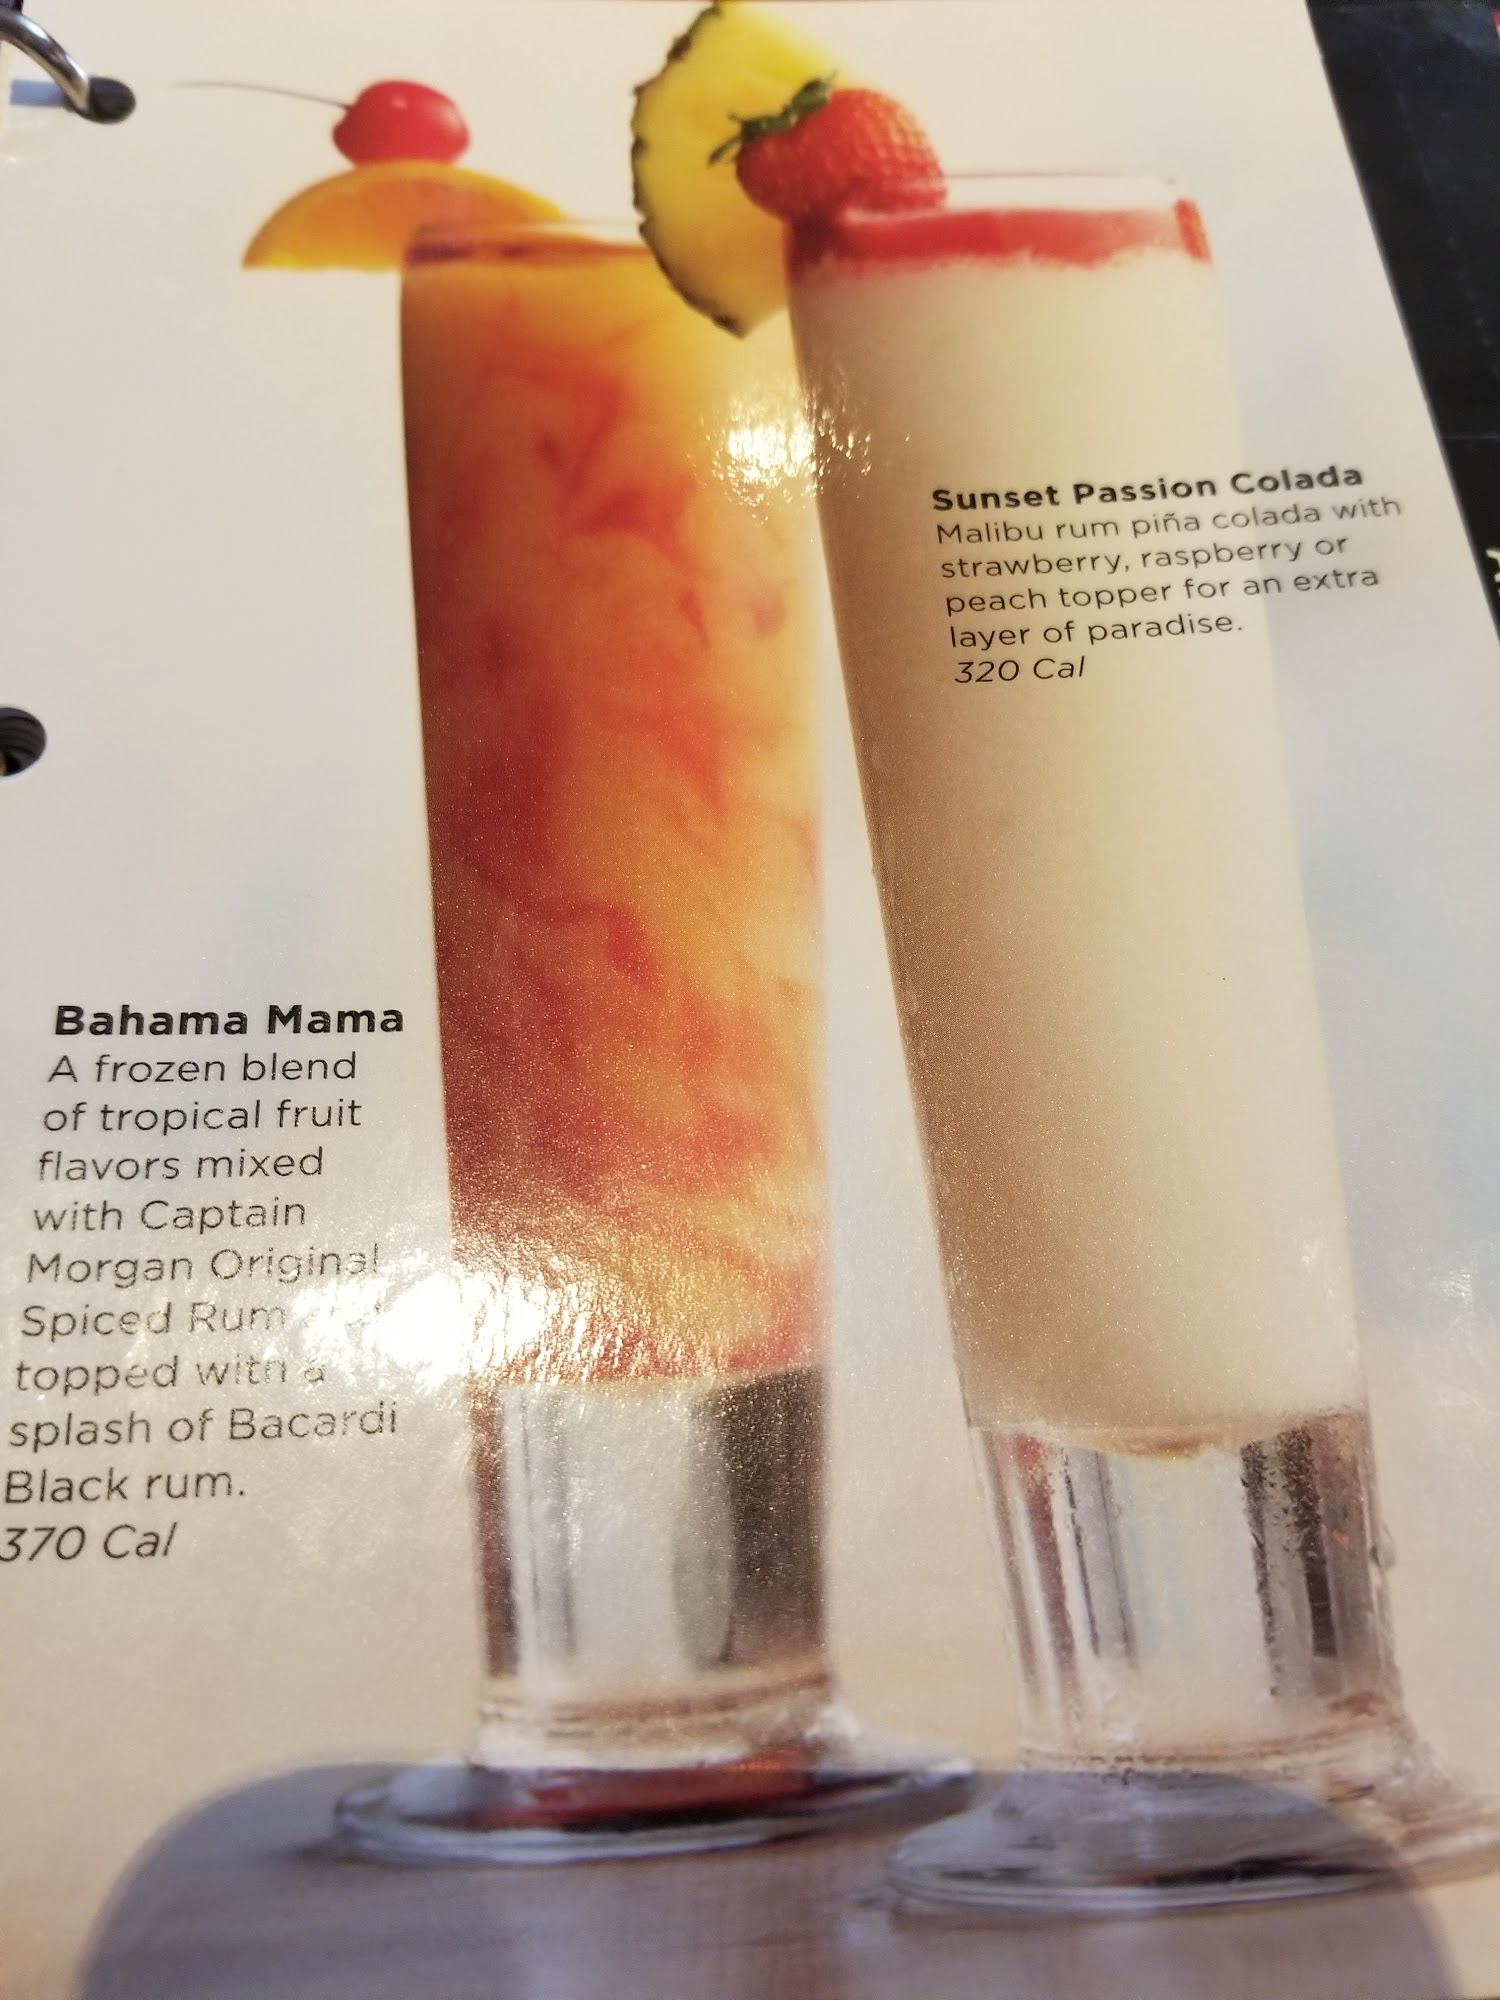 Sunset Passion Colada
Malibu rum piña colada with
strawberry, raspberry or
peach topper for an extra
layer of paradise.
320 Cal
Bahama Mama
A frozen blend
of tropical fruit
flavors mixed
with Captain
Morgan Original
Spiced Rum
topped with a
splash of Bacardi
Black rum.
370 Cal